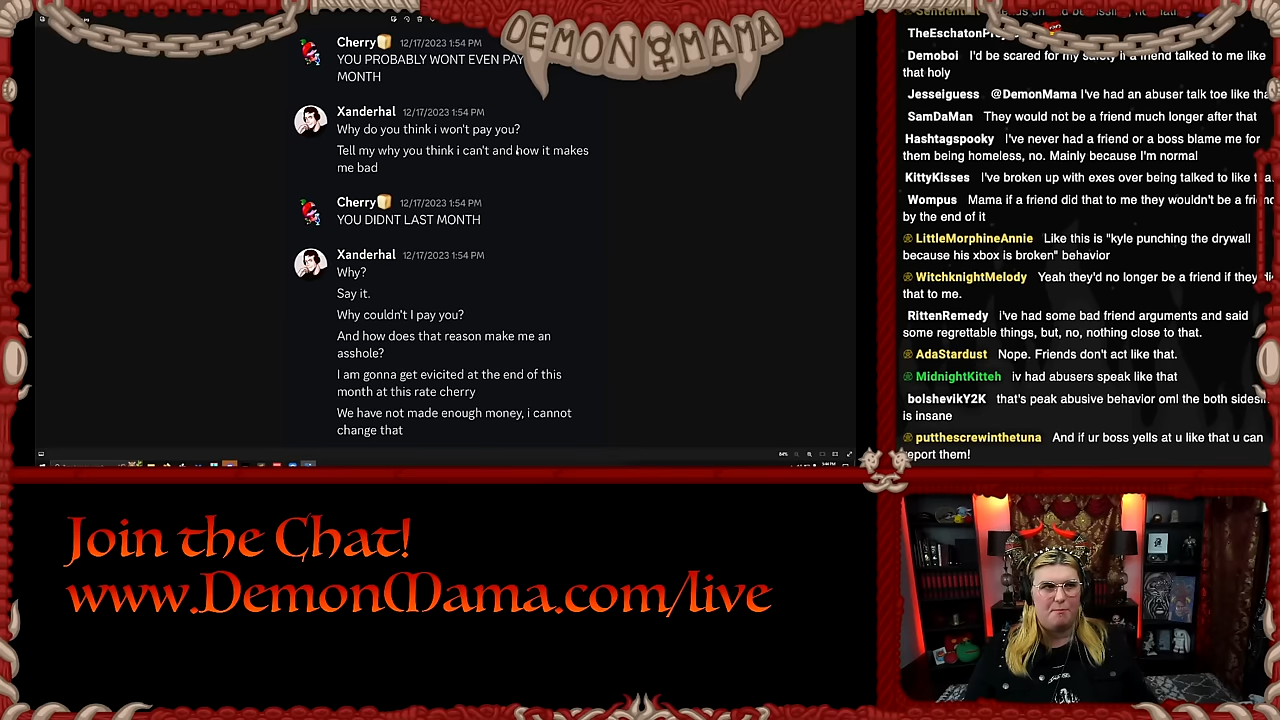 DEMON MAMA
Cherry 12/17/2023 1:54 PM
YOU PROBABLY WONT EVEN PAY
MONTH
Xanderhal 12/17/2023 1:54 PM
Why do you think i won't pay you?
Tell my why you think i can't and how it makes
me bad
Cherry 12/17/2023 1:54 PM
YOU DIDNT LAST MONTH
Xanderhal 12/17/2023 1:54 PM
Why?
Say it.
Why couldn't I pay you?
And how does that reason make me an
asshole?
I am gonna get evicited at the end of this
month at this rate cherry
We have not made enough money, i cannot
change that
Demoboi I'd be scared for my safety if a friend talked to me like
that holy
Jesseiguess @DemonMama I've had an abuser talk toe like tha
SamDaMan They would not be a friend much longer after that
Hashtagspooky I've never had a friend or a boss blame me for
them being homeless, no. Mainly because I'm normal
KittyKisses I've broken up with exes over being talked to like
Wompus Mama if a friend did that to me they wouldn't be a
by the end of it
LittleMorphineAnnie Like this is "kyle punching the drywall
because his xbox is broken" behavior
WitchknightMelody Yeah they'd no longer be a friend if they
that to me.
RittenRemedy I've had some bad friend arguments and said
some regrettable things, but, no, nothing close to that.
AdaStardust Nope. Friends don't act like that.
MidnightKitteh iv had abusers speak like that
bolshevikY2K that's peak abusive behavior oml the both
is insane
putthescrewinthetuna And if ur boss yells at u like that u can
report them!
Join the Chat!
www.DemonMama.com/live